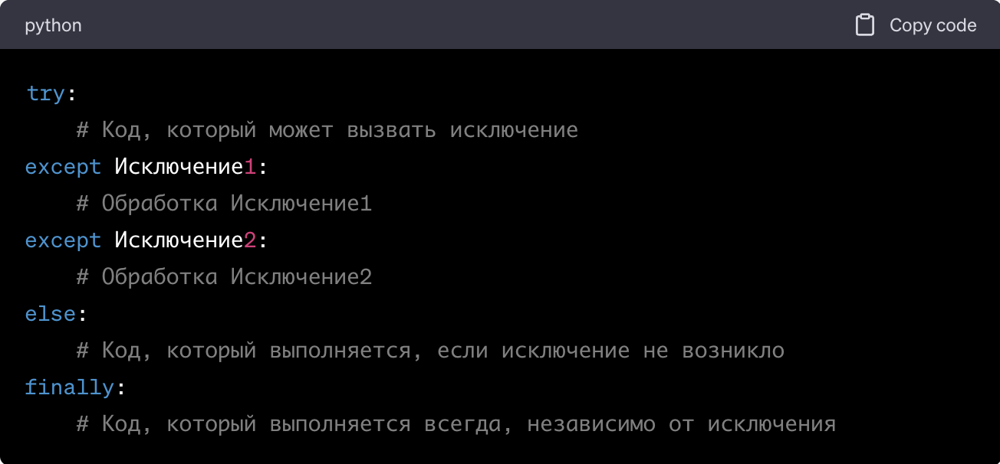 python
Copy code
try:
    # Код, который может вызвать исключение
except Исключение1:
    # Обработка Исключение1
except Исключение2:
    # Обработка Исключение2
else:
    # Код, который выполняется, если исключение не возникло
finally:
    # Код, который выполняется всегда, независимо от исключения